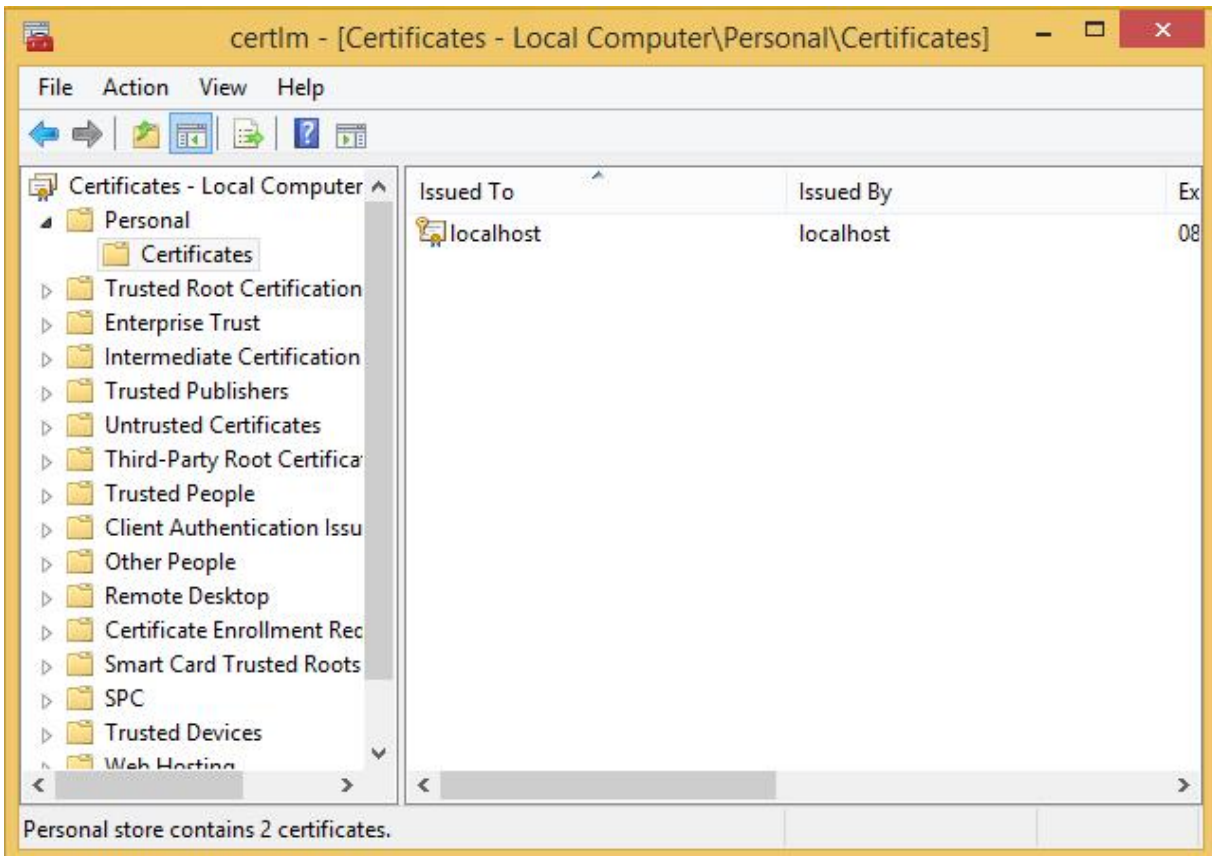 certlm - [Certificates - Local Computer\Personal\Certificates]
File Action View Help
Certificates - Local Computer
Personal
Certificates
Trusted Root Certification
Enterprise Trust
Intermediate Certification
Trusted Publishers
Untrusted Certificates
Third-Party Root Certifica
Trusted People
Client Authentication Issu
Other People
Remote Desktop
Certificate Enrollment Rec
Smart Card Trusted Roots
SPC
Trusted Devices
Web Hosting
Issued To Issued By Ex
localhost localhost 08
Personal store contains 2 certificates.